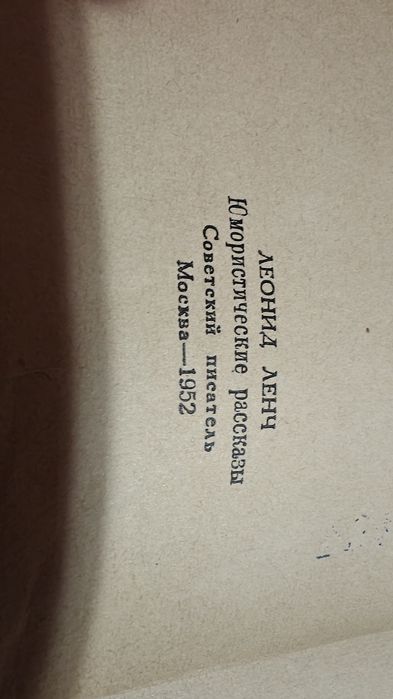 ЛЕОНИД ЛЕНЧ
Юмористические рассказы
Советский писатель
Москва—1952